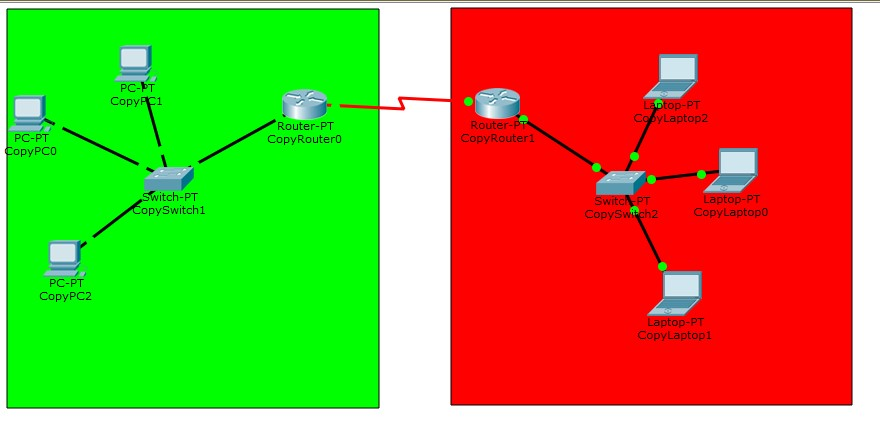 PC-PT
CopyPC1
PC-PT
CopyPC0
Router-PT
CopyRouter0
Switch-PT
CopySwitch1
PC-PT
CopyPC2
Router-PT
CopyRouter1
Laptop-PT
CopyLaptop2
Switch-PT
CopySwitch2
Laptop-PT
CopyLaptop0
Laptop-PT
CopyLaptop1